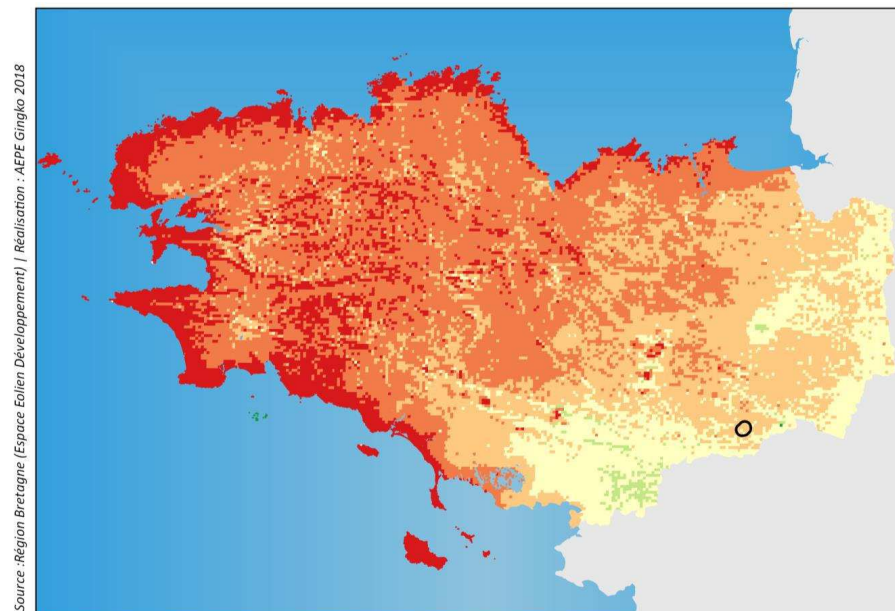 Source :Région Bretagne (Espace Eolien Développement) | Réalisation : AEPE Gingko 2018